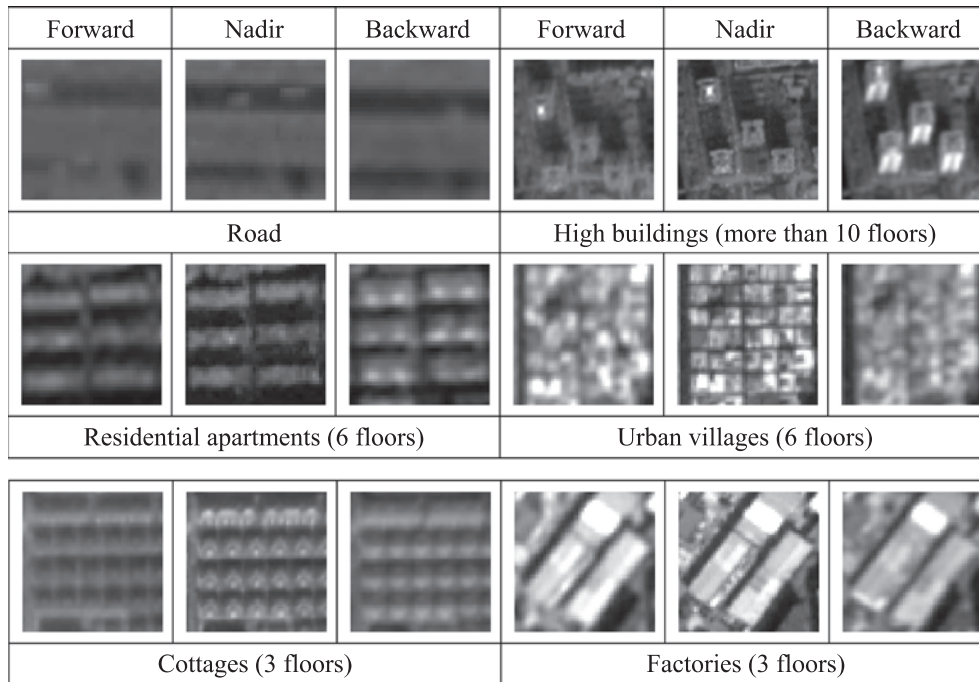 Forward Nadir Backward Forward Nadir Backward
Road High buildings (more than 10 floors)
Residential apartments (6 floors) Urban villages (6 floors)
Cottages (3 floors) Factories (3 floors)